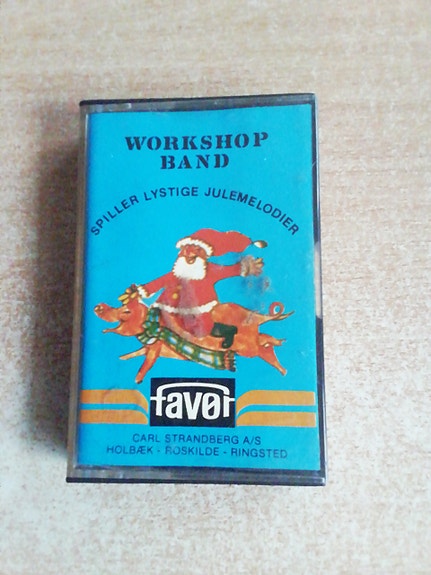 WORKSHOP
BAND
SPILLER LYSTIGE JULEMELODIER
favør
CARL STRANDBERG A/S
HOLBÆK - ROSKILDE - RINGSTED